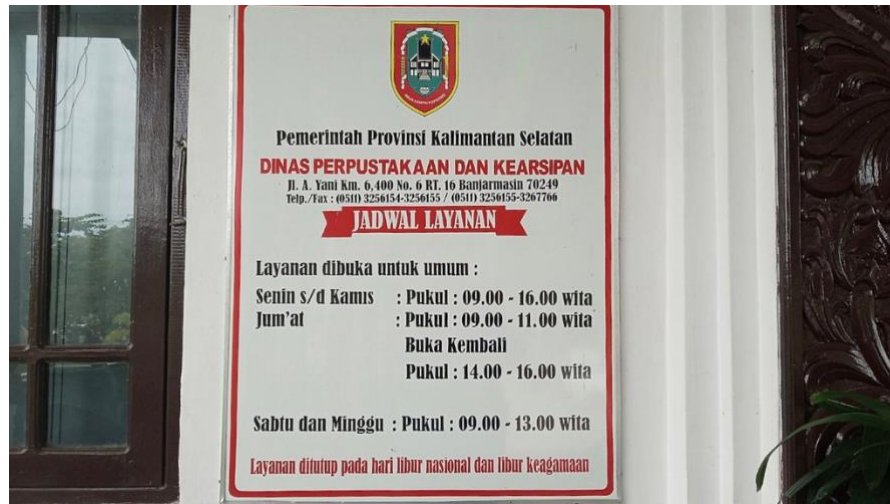 Pemerintah Provinsi Kalimantan Selatan
DINAS PERPUSTAKAAN DAN KEARSIPAN
Jl. A. Yani Km. 6,400 No. 6 RT. 16 Banjarmasin 70249
Telp./Fax : (0511) 3256154-3256155 / (0511) 3256155-3267766
JADWAL LAYANAN
Layanan dibuka untuk umum :
Senin s/d Kamis : Pukul : 09.00 - 16.00 wita
Jum'at : Pukul : 09.00 - 11.00 wita
Buka Kembali
Pukul : 14.00 - 16.00 wita
Sabtu dan Minggu : Pukul : 09.00 - 13.00 wita
Layanan ditutup pada hari libur nasional dan libur keagamaan